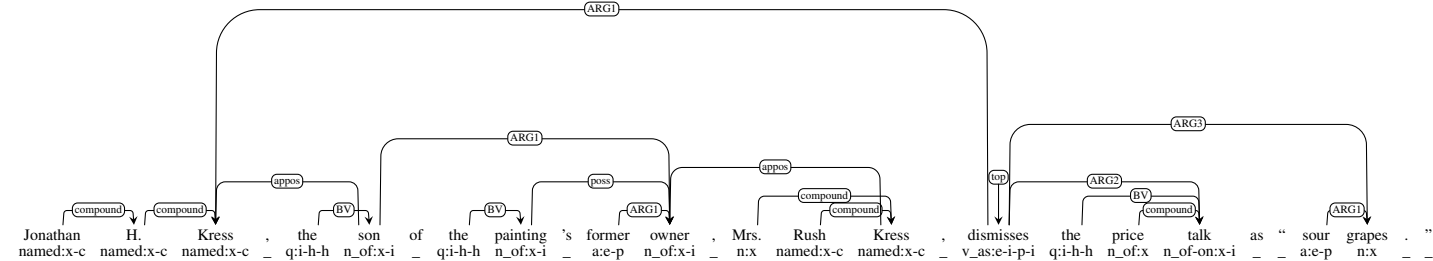 ARG1
ARG1 ARG3
appos poss appos top ARG2
compound BV
compound compound BV BV ARG1 compound compound ARG1
Jonathan H. Kress , the son of the painting 's former owner , Mrs. Rush Kress , dismisses the price talk as “ sour grapes . ”
named:x-c named:x-c named:x-c _ q:i-h-h n_of:x-i _ q:i-h-h n_of:x-i _ a:e-p n_of:x-i _ n:x named:x-c named:x-c _ v_as:e-i-p-i q:i-h-h n_of:x n_of-on:x-i _ _ a:e-p n:x _ _